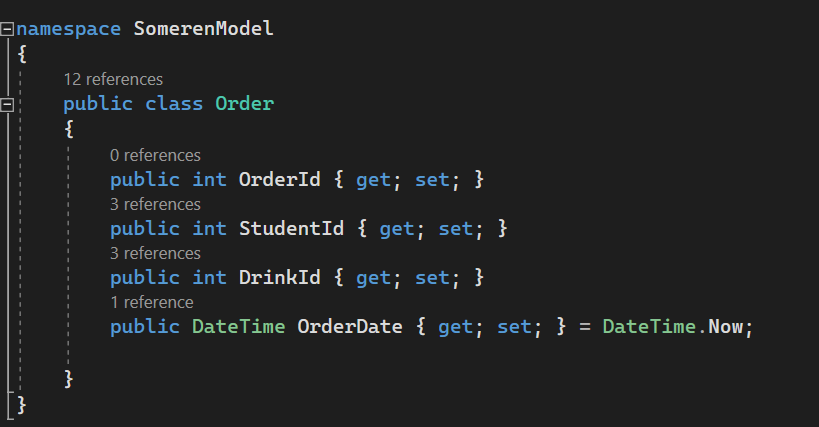 namespace SomerenModel
{
12 references
public class Order
{
0 references
public int OrderId { get; set; }
3 references
public int StudentId { get; set; }
3 references
public int DrinkId { get; set; }
1 reference
public DateTime OrderDate { get; set; } = DateTime.Now;
}
}